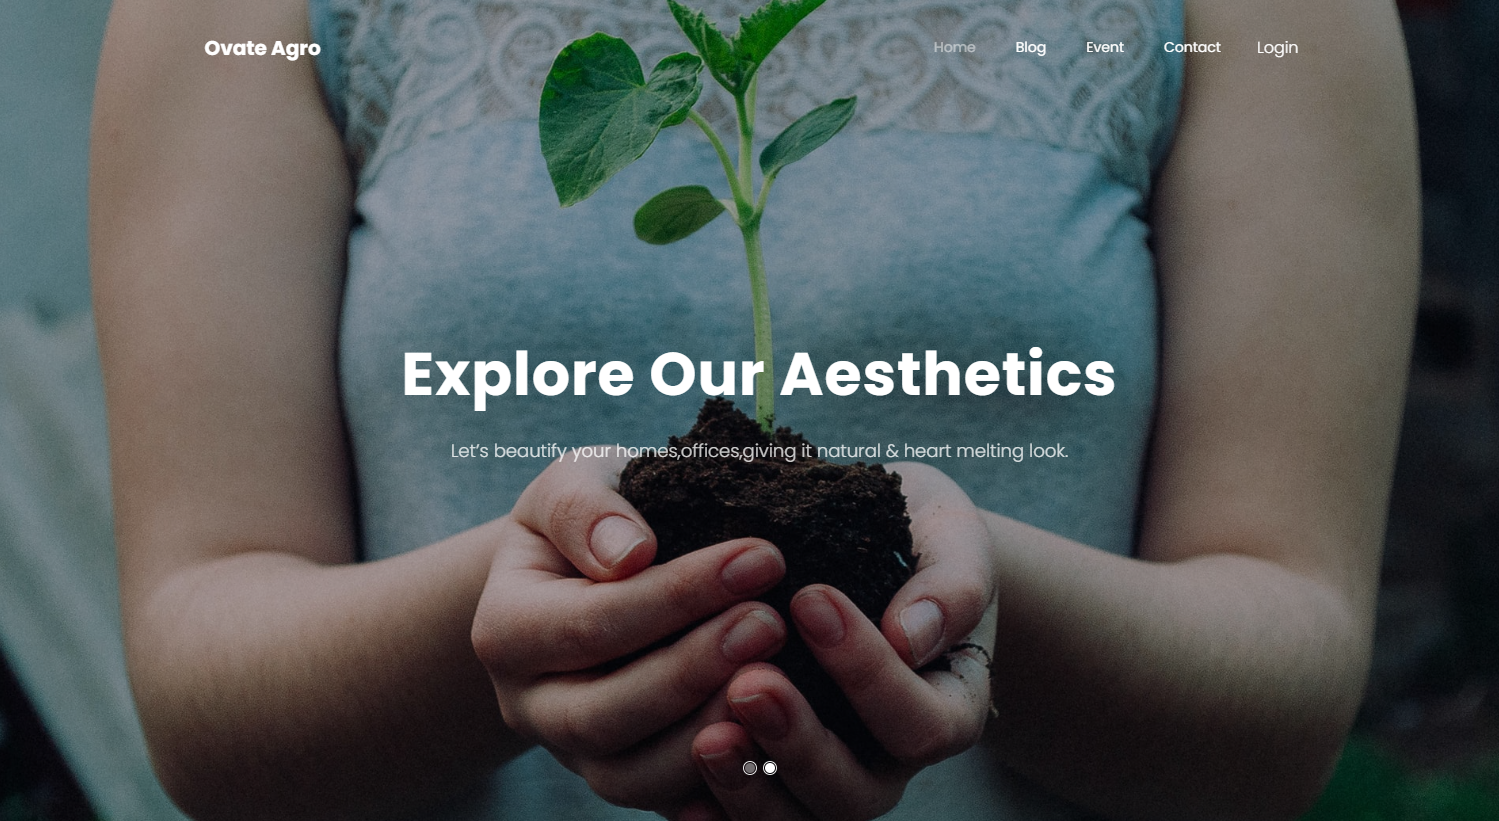 Ovate Agro
Home Blog Event Contact Login
Explore Our Aesthetics
Let’s beautify your homes,offices,giving it natural & heart melting look.